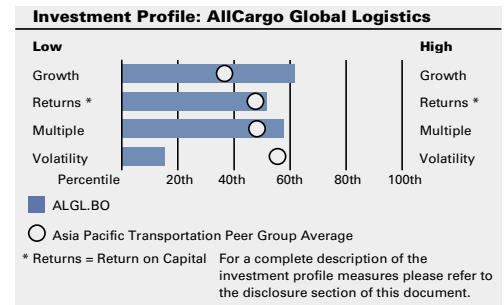 Investment Profile: AllCargo Global Logistics
Low High
Growth Growth
Returns * Returns *
Multiple Multiple
Volatility Volatility
Percentile 20th 40th 60th 80th 100th
ALGL.BO
Asia Pacific Transportation Peer Group Average
* Returns = Return on Capital For a complete description of the
investment profile measures please refer to
the disclosure section of this document.